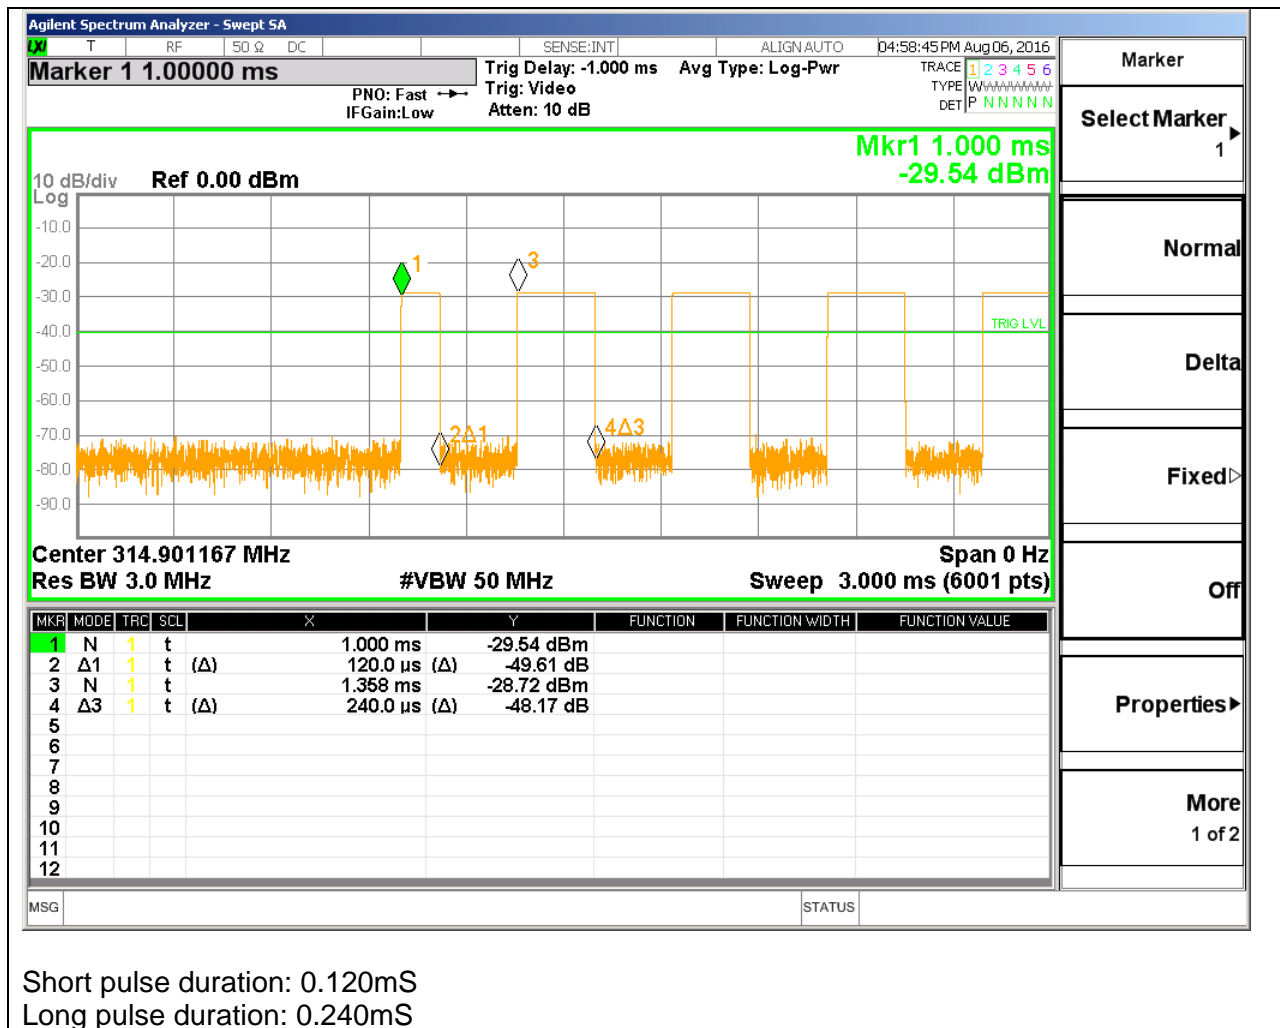 Agilent Spectrum Analyzer - Swept SA
LXI T RF 50 Ω DC SENSE:INT ALIGN AUTO 04:58:45 PM Aug 06, 2016
Marker 1 1.00000 ms
PNO: Fast
IFGain:Low
Trig Delay: -1.000 ms
Trig: Video
Atten: 10 dB
Avg Type: Log-Pwr
TRACE 1 2 3 4 5 6
TYPE W
DET P N N N N N
Mkr1 1.000 ms
-29.54 dBm
10 dB/div Ref 0.00 dBm
Log
-10.0
-20.0
-30.0
-40.0
-50.0
-60.0
-70.0
-80.0
-90.0
1
3
TRIG LVL
2Δ1
4Δ3
Center 314.901167 MHz Span 0 Hz
Res BW 3.0 MHz #VBW 50 MHz Sweep 3.000 ms (6001 pts)
MKR MODE TRC SCL X Y FUNCTION FUNCTION WIDTH FUNCTION VALUE
1 N 1 t 1.000 ms -29.54 dBm
2 Δ1 1 t (Δ) 120.0 µs (Δ) -49.61 dB
3 N 1 t 1.358 ms -28.72 dBm
4 Δ3 1 t (Δ) 240.0 µs (Δ) -48.17 dB
5
6
7
8
9
10
11
12
MSG STATUS
Marker
Select Marker
1
Normal
Delta
Fixed
Off
Properties
More
1 of 2
Short pulse duration: 0.120mS
Long pulse duration: 0.240mS